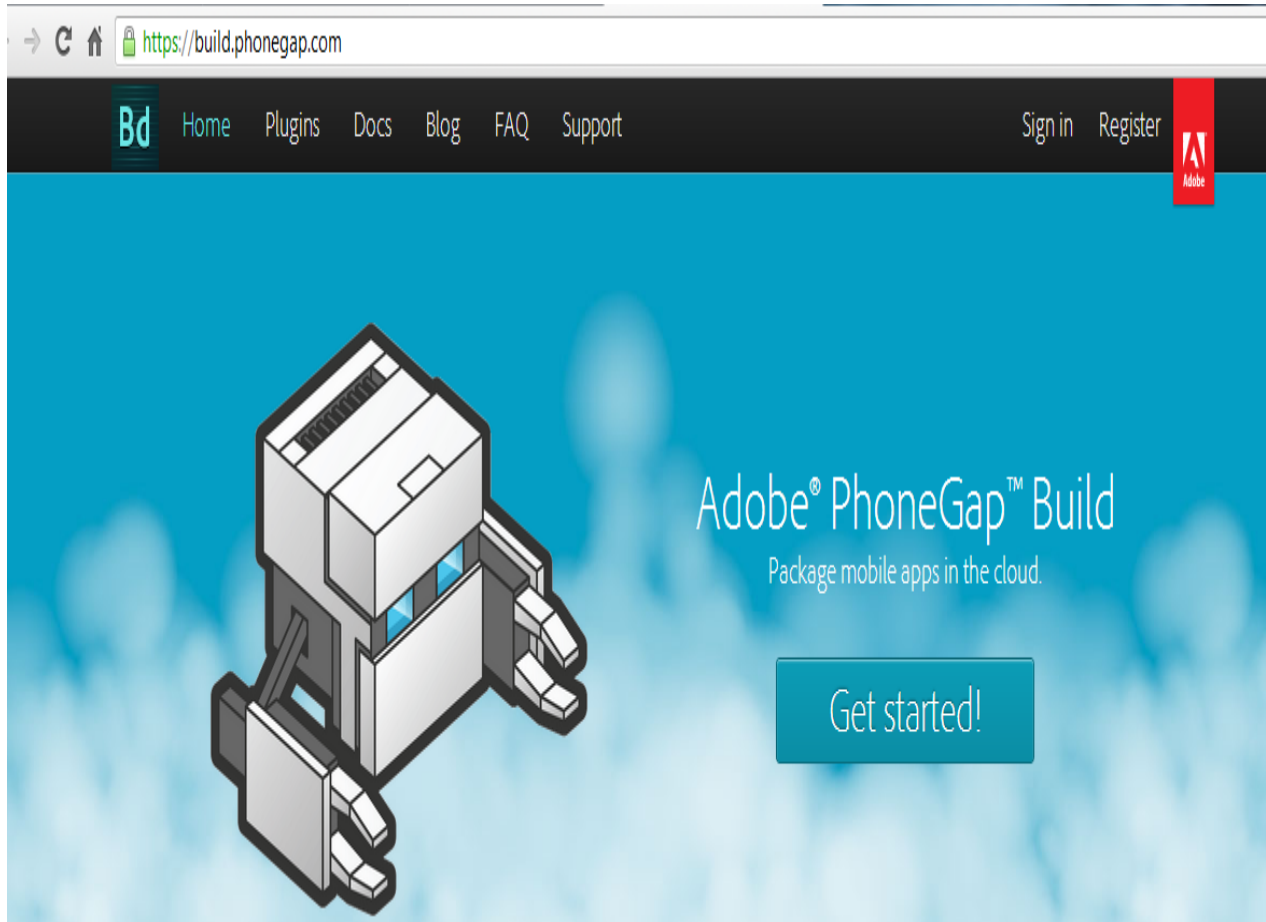 https://build.phonegap.com
Bd Home Plugins Docs Blog FAQ Support Sign in Register
Adobe
Adobe® PhoneGap™ Build
Package mobile apps in the cloud.
Get started!